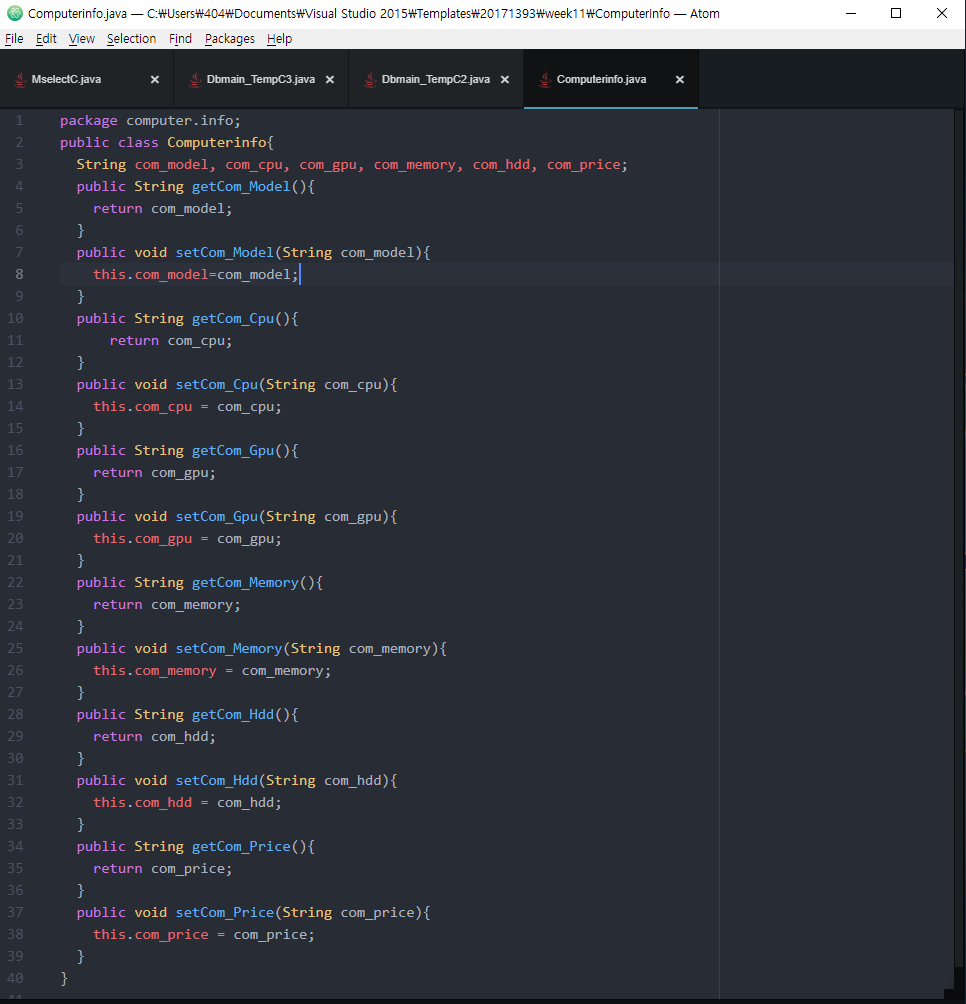 Computerinfo.java — C:₩Users₩404₩Documents₩Visual Studio 2015₩Templates₩20171393₩week11₩ComputerInfo — Atom
File Edit View Selection Find Packages Help
MselectC.java Dbmain_TempC3.java Dbmain_TempC2.java Computerinfo.java
1 package computer.info;
2 public class Computerinfo{
3 String com_model, com_cpu, com_gpu, com_memory, com_hdd, com_price;
4 public String getCom_Model(){
5 return com_model;
6 }
7 public void setCom_Model(String com_model){
8 this.com_model=com_model;
9 }
10 public String getCom_Cpu(){
11 return com_cpu;
12 }
13 public void setCom_Cpu(String com_cpu){
14 this.com_cpu = com_cpu;
15 }
16 public String getCom_Gpu(){
17 return com_gpu;
18 }
19 public void setCom_Gpu(String com_gpu){
20 this.com_gpu = com_gpu;
21 }
22 public String getCom_Memory(){
23 return com_memory;
24 }
25 public void setCom_Memory(String com_memory){
26 this.com_memory = com_memory;
27 }
28 public String getCom_Hdd(){
29 return com_hdd;
30 }
31 public void setCom_Hdd(String com_hdd){
32 this.com_hdd = com_hdd;
33 }
34 public String getCom_Price(){
35 return com_price;
36 }
37 public void setCom_Price(String com_price){
38 this.com_price = com_price;
39 }
40 }